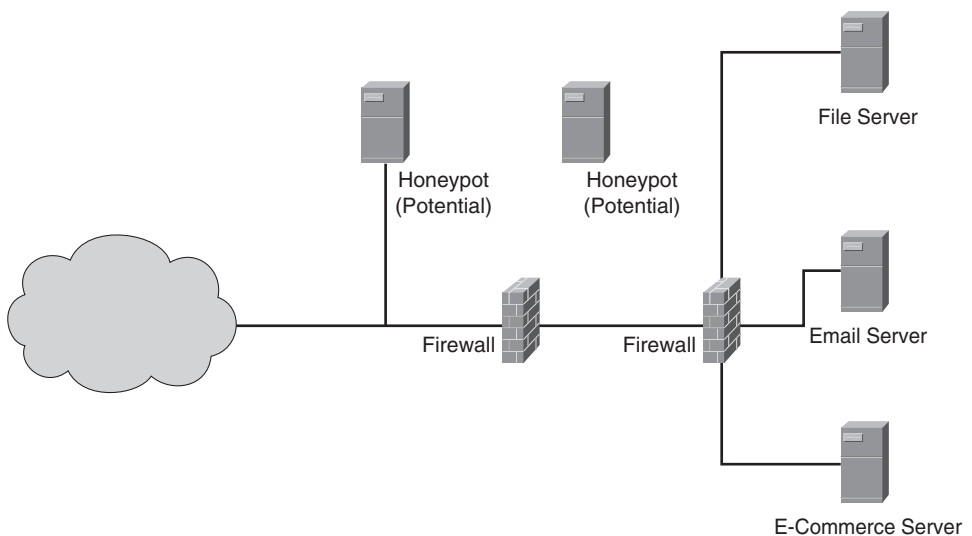 File Server
Honeypot
(Potential)
Honeypot
(Potential)
Firewall
Firewall
Email Server
E-Commerce Server